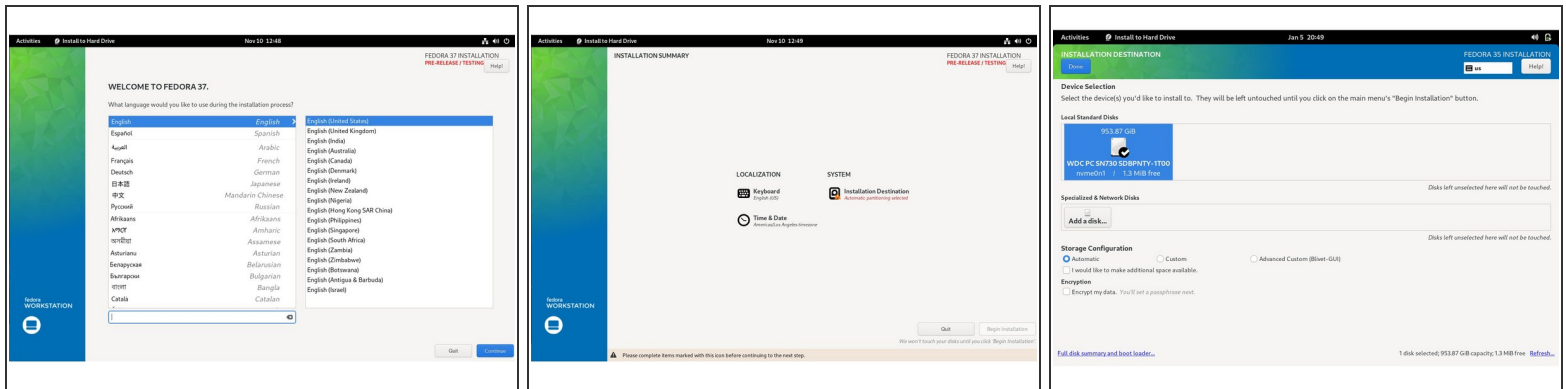 Activities Install to Hard Drive Nov 10 12:48
FEDORA 37 INSTALLATION
PRE-RELEASE / TESTING
Help!
WELCOME TO FEDORA 37.
What language would you like to use during the installation process?
English English
Español Spanish
العربية Arabic
Français French
Deutsch German
日本語 Japanese
中文 Mandarin Chinese
Русский Russian
Afrikaans Afrikaans
አማርኛ Amharic
অসমীয়া Assamese
Asturianu Asturian
Беларуская Belarusian
Български Bulgarian
বাংলা Bangla
Català Catalan
English (United States)
English (United Kingdom)
English (India)
English (Australia)
English (Canada)
English (Denmark)
English (Ireland)
English (New Zealand)
English (Nigeria)
English (Hong Kong SAR China)
English (Philippines)
English (Singapore)
English (South Africa)
English (Zambia)
English (Zimbabwe)
English (Botswana)
English (Antigua & Barbuda)
English (Israel)
fedora
WORKSTATION
Quit Continue
Activities Install to Hard Drive Nov 10 12:49
INSTALLATION SUMMARY
FEDORA 37 INSTALLATION
PRE-RELEASE / TESTING
Help!
LOCALIZATION SYSTEM
Keyboard
English (US)
Installation Destination
Automatic partitioning selected
Time & Date
Americas/Los Angeles timezone
fedora
WORKSTATION
Quit Begin Installation
We won't touch your disks until you click 'Begin Installation'.
Please complete items marked with this icon before continuing to the next step.
Activities Install to Hard Drive Jan 5 20:49
INSTALLATION DESTINATION
FEDORA 35 INSTALLATION
Done
us
Help!
Device Selection
Select the device(s) you'd like to install to. They will be left untouched until you click on the main menu's "Begin Installation" button.
Local Standard Disks
953.87 GiB
WDC PC SN730 SDBPNTY-1T00
nvme0n1 / 1.3 MiB free
Disks left unselected here will not be touched.
Specialized & Network Disks
Add a disk...
Disks left unselected here will not be touched.
Storage Configuration
Automatic Custom Advanced Custom (Blivet-GUI)
I would like to make additional space available.
Encryption
Encrypt my data. You'll set a passphrase next.
Full disk summary and boot loader...
1 disk selected; 953.87 GiB capacity; 1.3 MiB free Refresh...